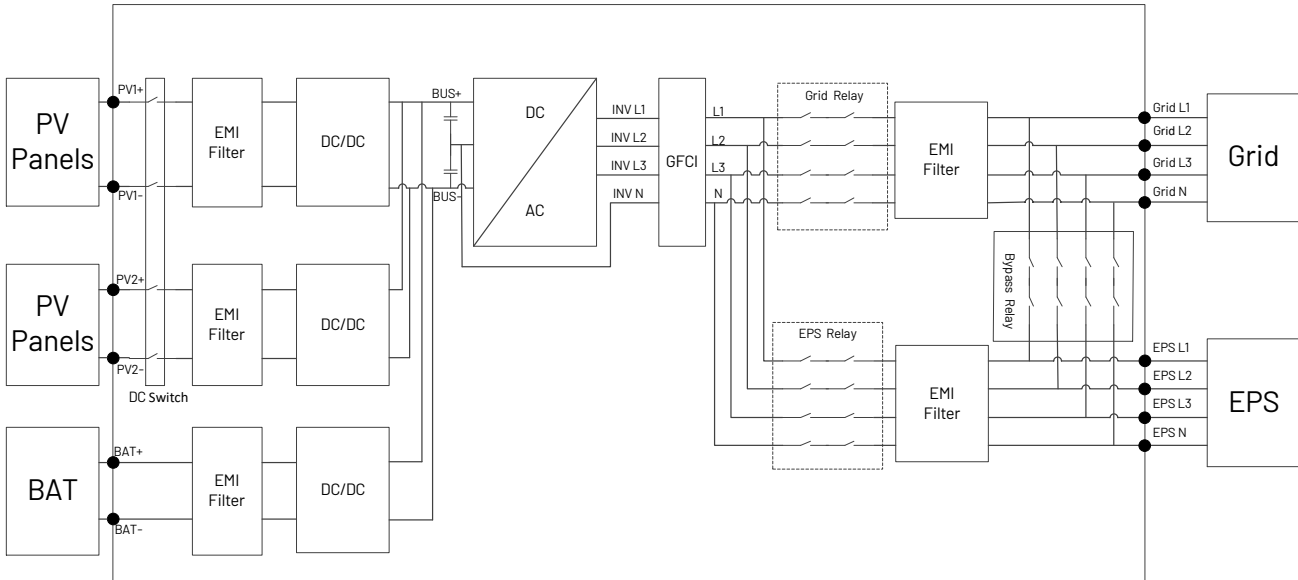 PV
Panels
PV1+
PV1-
EMI
Filter
DC/DC
BUS+
BUS-
DC
AC
INV L1
INV L2
INV L3
INV N
GFCI
L1
L2
L3
N
Grid Relay
EMI
Filter
Grid L1
Grid L2
Grid L3
Grid N
Grid
PV
Panels
PV2+
PV2-
DC Switch
EMI
Filter
DC/DC
Bypass Relay
EPS Relay
EMI
Filter
EPS L1
EPS L2
EPS L3
EPS N
EPS
BAT
BAT+
BAT-
EMI
Filter
DC/DC